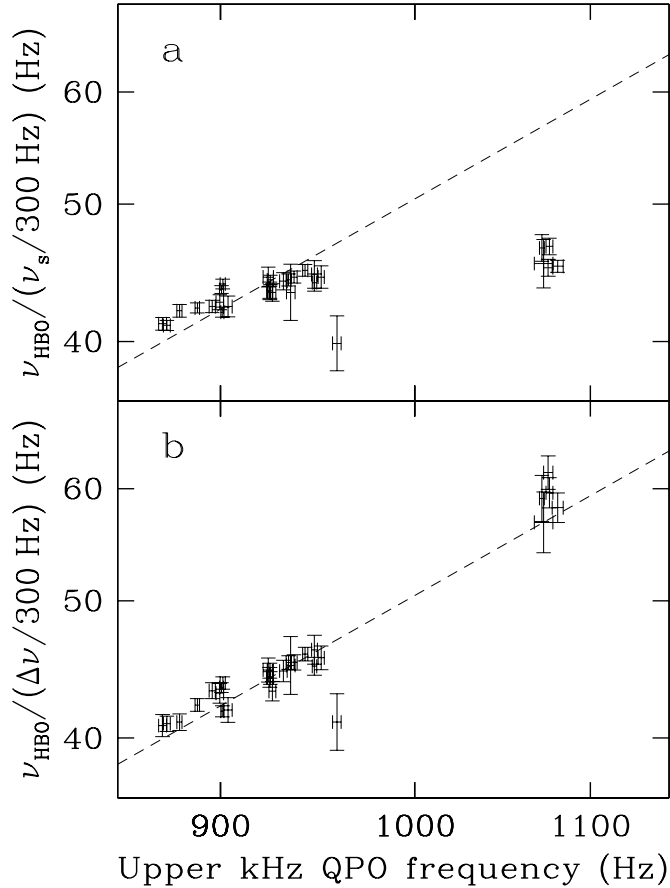 a
60
50
40
ν_HBO/(ν_s/300 Hz) (Hz)
b
60
50
40
ν_HBO/(Δν/300 Hz) (Hz)
900 1000 1100
Upper kHz QPO frequency (Hz)